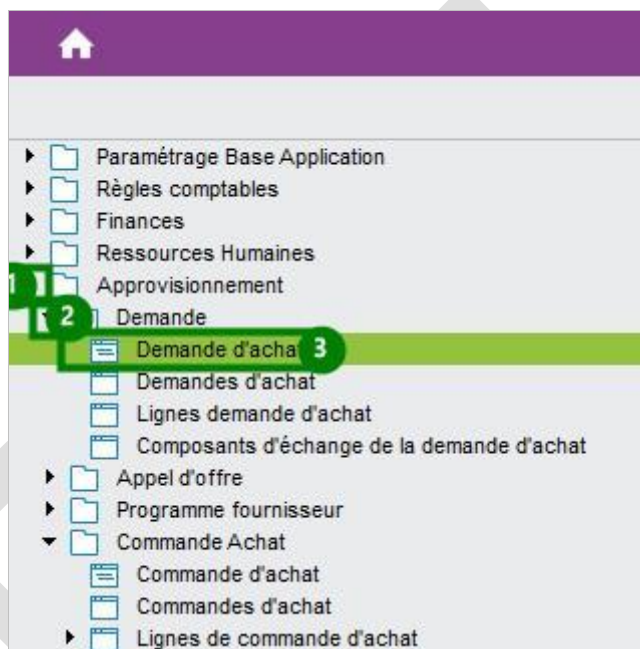 Paramétrage Base Application
Règles comptables
Finances
Ressources Humaines
1 Approvisionnement
2 Demande
Demande d'achat 3
Demandes d'achat
Lignes demande d'achat
Composants d'échange de la demande d'achat
Appel d'offre
Programme fournisseur
Commande Achat
Commande d'achat
Commandes d'achat
Lignes de commande d'achat